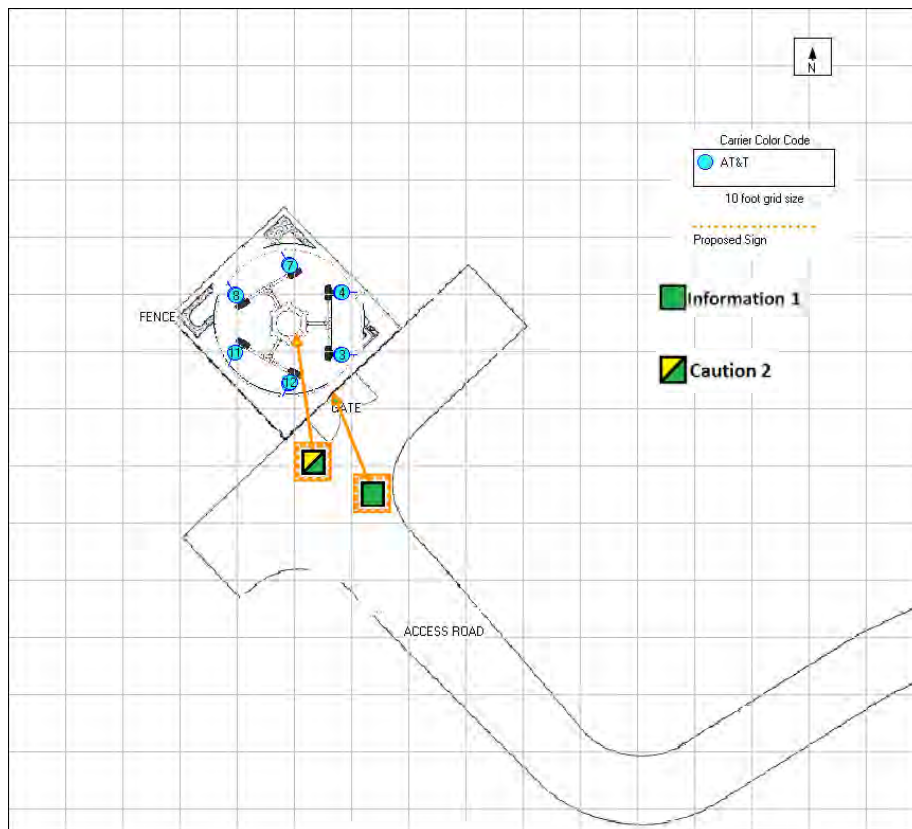 N
Carrier Color Code
AT&T
10 foot grid size
Proposed Sign
7
8
4
Information 1
FENCE
11
3
Caution 2
12
GATE
ACCESS ROAD